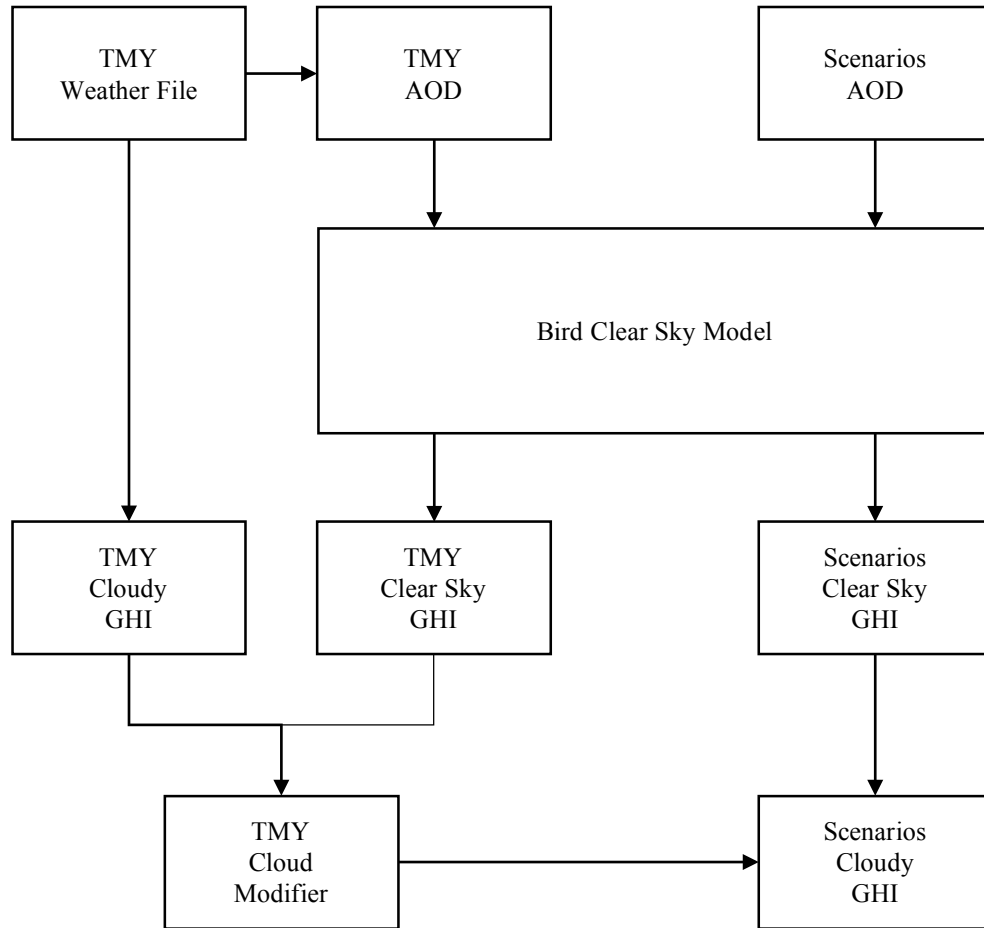 TMY
Weather File
TMY
AOD
Scenarios
AOD
Bird Clear Sky Model
TMY
Cloudy
GHI
TMY
Clear Sky
GHI
Scenarios
Clear Sky
GHI
TMY
Cloud
Modifier
Scenarios
Cloudy
GHI